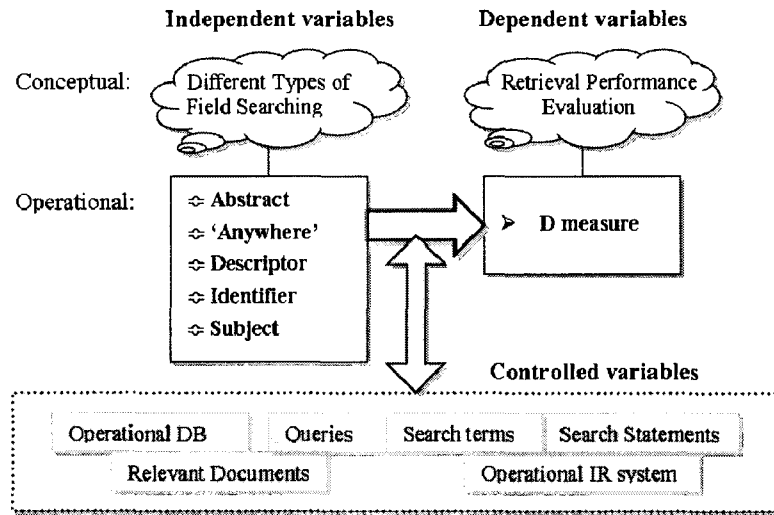 Independent variables Dependent variables
Conceptual: Different Types of Field Searching Retrieval Performance Evaluation
Operational:
Abstract
'Anywhere'
Descriptor
Identifier
Subject
➤ D measure
Controlled variables
Operational DB Queries Search terms Search Statements
Relevant Documents Operational IR system